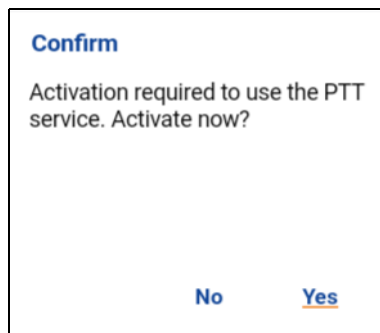 Confirm
Activation required to use the PTT
service. Activate now?
No Yes